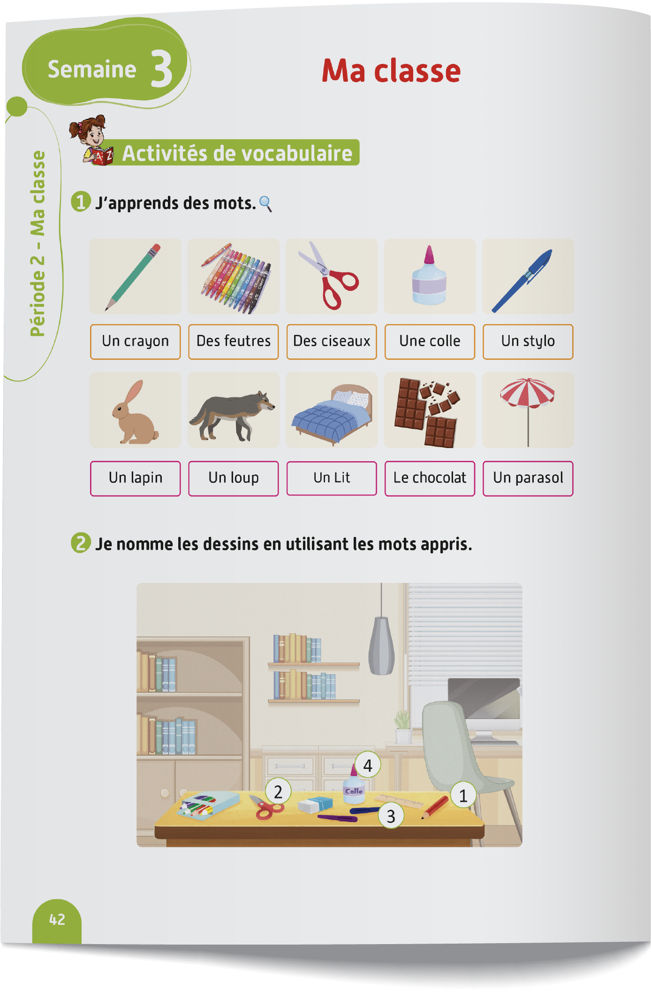 Semaine 3
Ma classe
Période 2 - Ma classe
A Z
Activités de vocabulaire
1 J'apprends des mots.
Un crayon
Des feutres
Des ciseaux
Une colle
Un stylo
Un lapin
Un loup
Un Lit
Le chocolat
Un parasol
2 Je nomme les dessins en utilisant les mots appris.
4
2
Colle
1
3
42